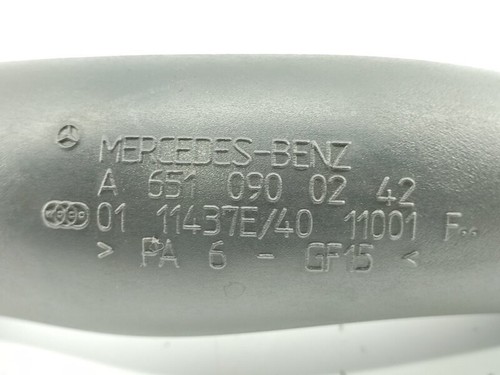 MERCEDES-BENZ
A 651 090 02 42
01 11437E/40 11001 F..
> PA 6 - GF15 <